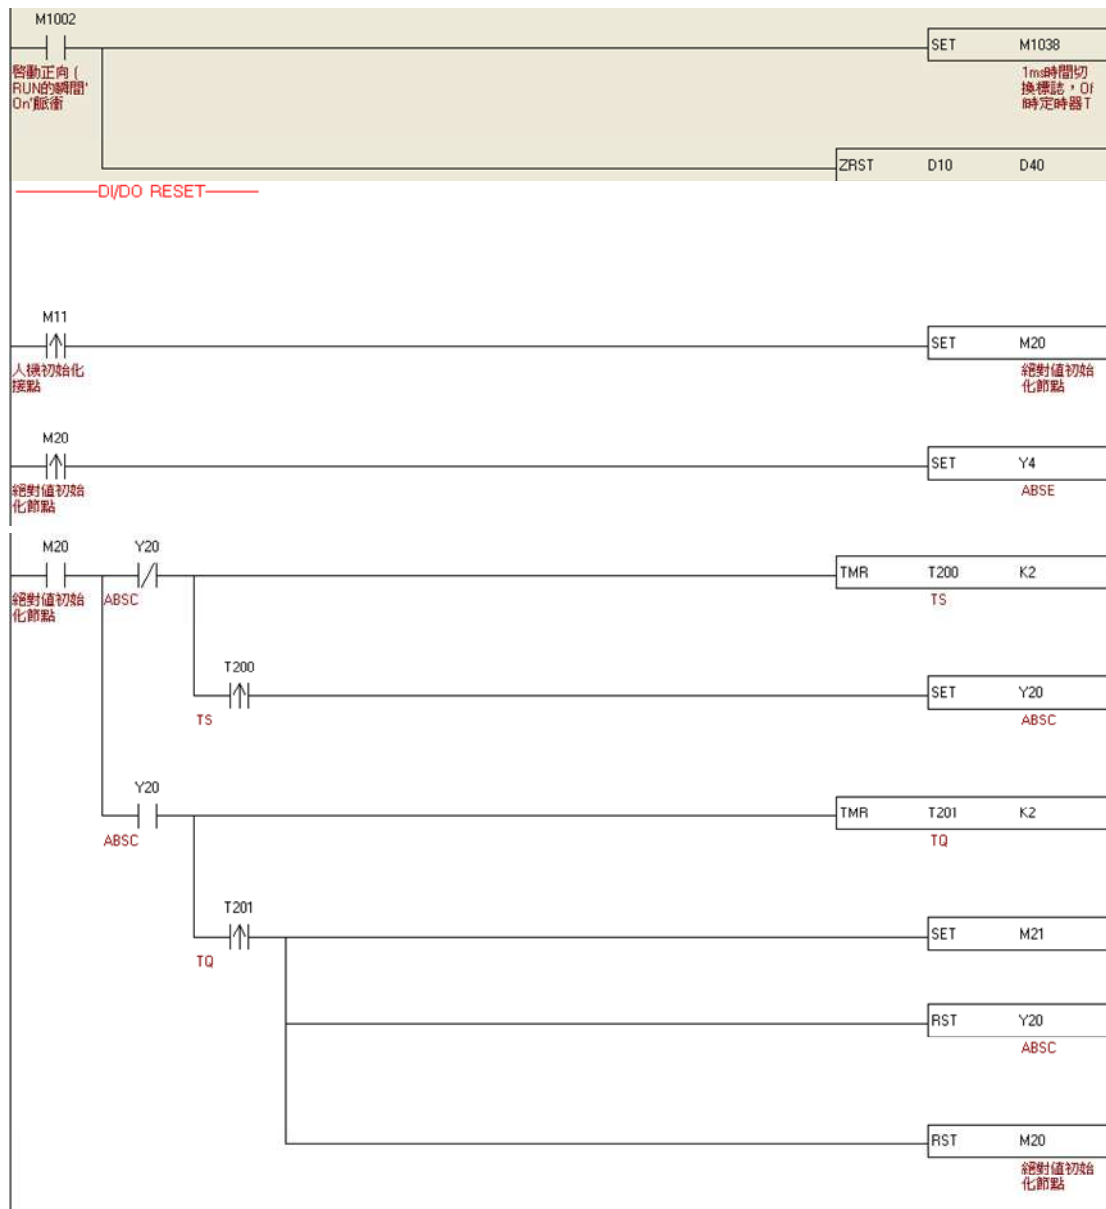 M1002
SET M1038
啓動正向 (
RUN的瞬間'
On'脈衝
1ms時間切
換標誌，Of
f時定時器T
ZRST D10 D40
DI/DO RESET
M11
SET M20
人機初始化
接點
絕對值初始
化節點
M20
SET Y4
絕對值初始
化節點
ABSE
M20 Y20
TMR T200 K2
絕對值初始
化節點
ABSC
TS
T200
SET Y20
TS
ABSC
Y20
TMR T201 K2
ABSC
TQ
T201
SET M21
TQ
RST Y20
ABSC
RST M20
絕對值初始
化節點